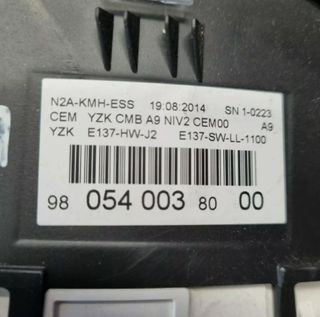 N2A-KMH-ESS 19:08:2014 SN 1-0223
CEM YZK CMB A9 NIV2 CEM00 A9
YZK E137-HW-J2 E137-SW-LL-1100
98 054 003 80 00